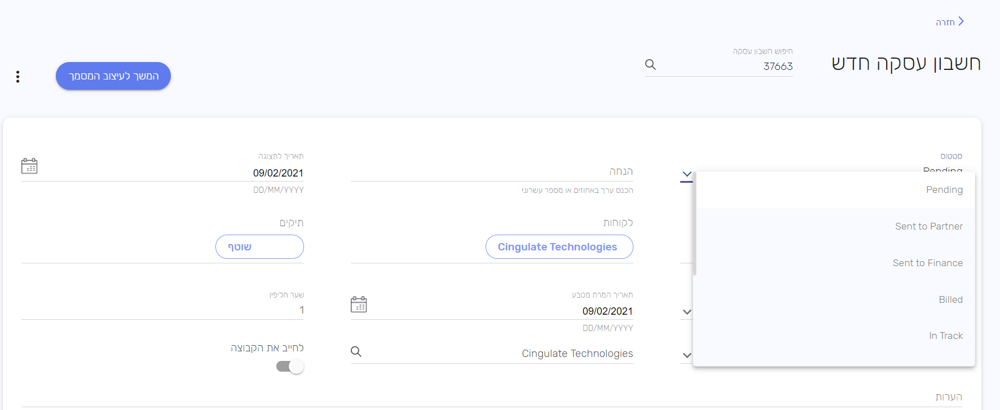 חזרה
חשבון עסקה חדש
חיפוש חשבון עסקה
37663
המשך לעיצוב המסמך
סטטוס
Pending
Pending
Sent to Partner
Sent to Finance
Billed
In Track
הנחה
הכנס ערך באחוזים או מספר עשרוני
תאריך לתצוגה
09/02/2021
DD/MM/YYYY
לקוחות
Cingulate Technologies
תיקים
שוטף
תאריך המרת מטבע
09/02/2021
DD/MM/YYYY
שער חליפין
1
Cingulate Technologies
לחייב את הקבוצה
הערות